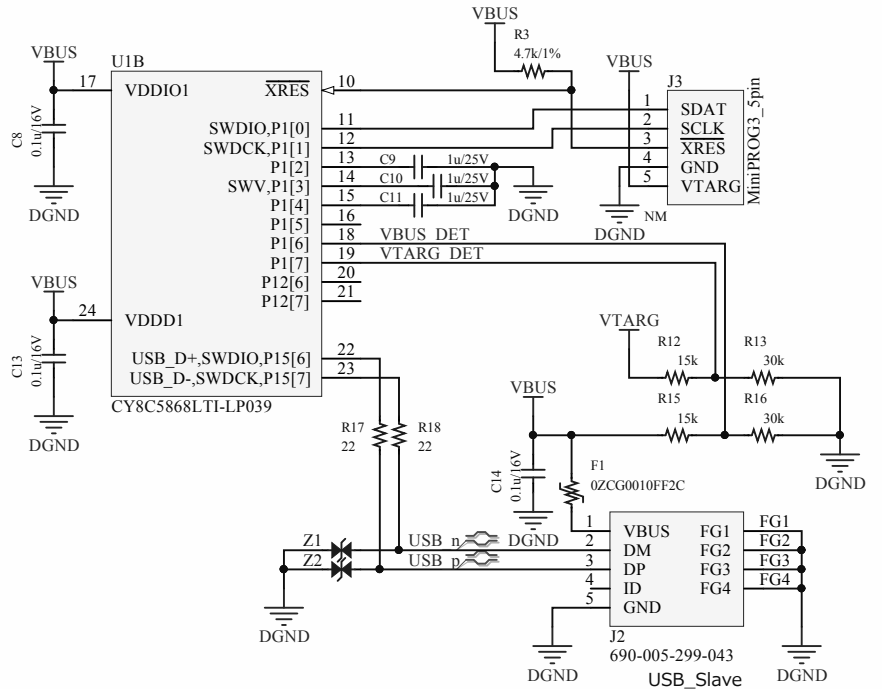 VBUS
R3
4.7k/1%
VBUS
U1B
VBUS
J3
17
VDDIO1
XRES
10
1
SDAT
C8
0.1u/16V
SWDIO,P1[0]
11
2
SCLK
SWDCK,P1[1]
12
3
XRES
P1[2]
13
C9
1u/25V
4
GND
SWV,P1[3]
14
C10
1u/25V
5
VTARG
P1[4]
15
C11
1u/25V
MiniPROG3_5pin
DGND
DGND
NM
DGND
P1[5]
16
P1[6]
18
VBUS_DET
P1[7]
19
VTARG_DET
P12[6]
20
P12[7]
21
VBUS
24
VDDD1
C13
0.1u/16V
VTARG
R12
R13
15k
30k
USB_D+,SWDIO,P15[6]
22
USB_D-,SWDCK,P15[7]
23
CY8C5868LTI-LP039
DGND
VBUS
R15
R16
15k
30k
R17
22
R18
22
C14
0.1u/16V
F1
0ZCG0010FF2C
DGND
DGND
Z1
USB_n
Z2
USB_p
DGND
1
VBUS
FG1
FG1
2
DM
FG2
FG2
3
DP
FG3
FG3
4
ID
FG4
FG4
5
GND
J2
690-005-299-043
USB_Slave
DGND
DGND